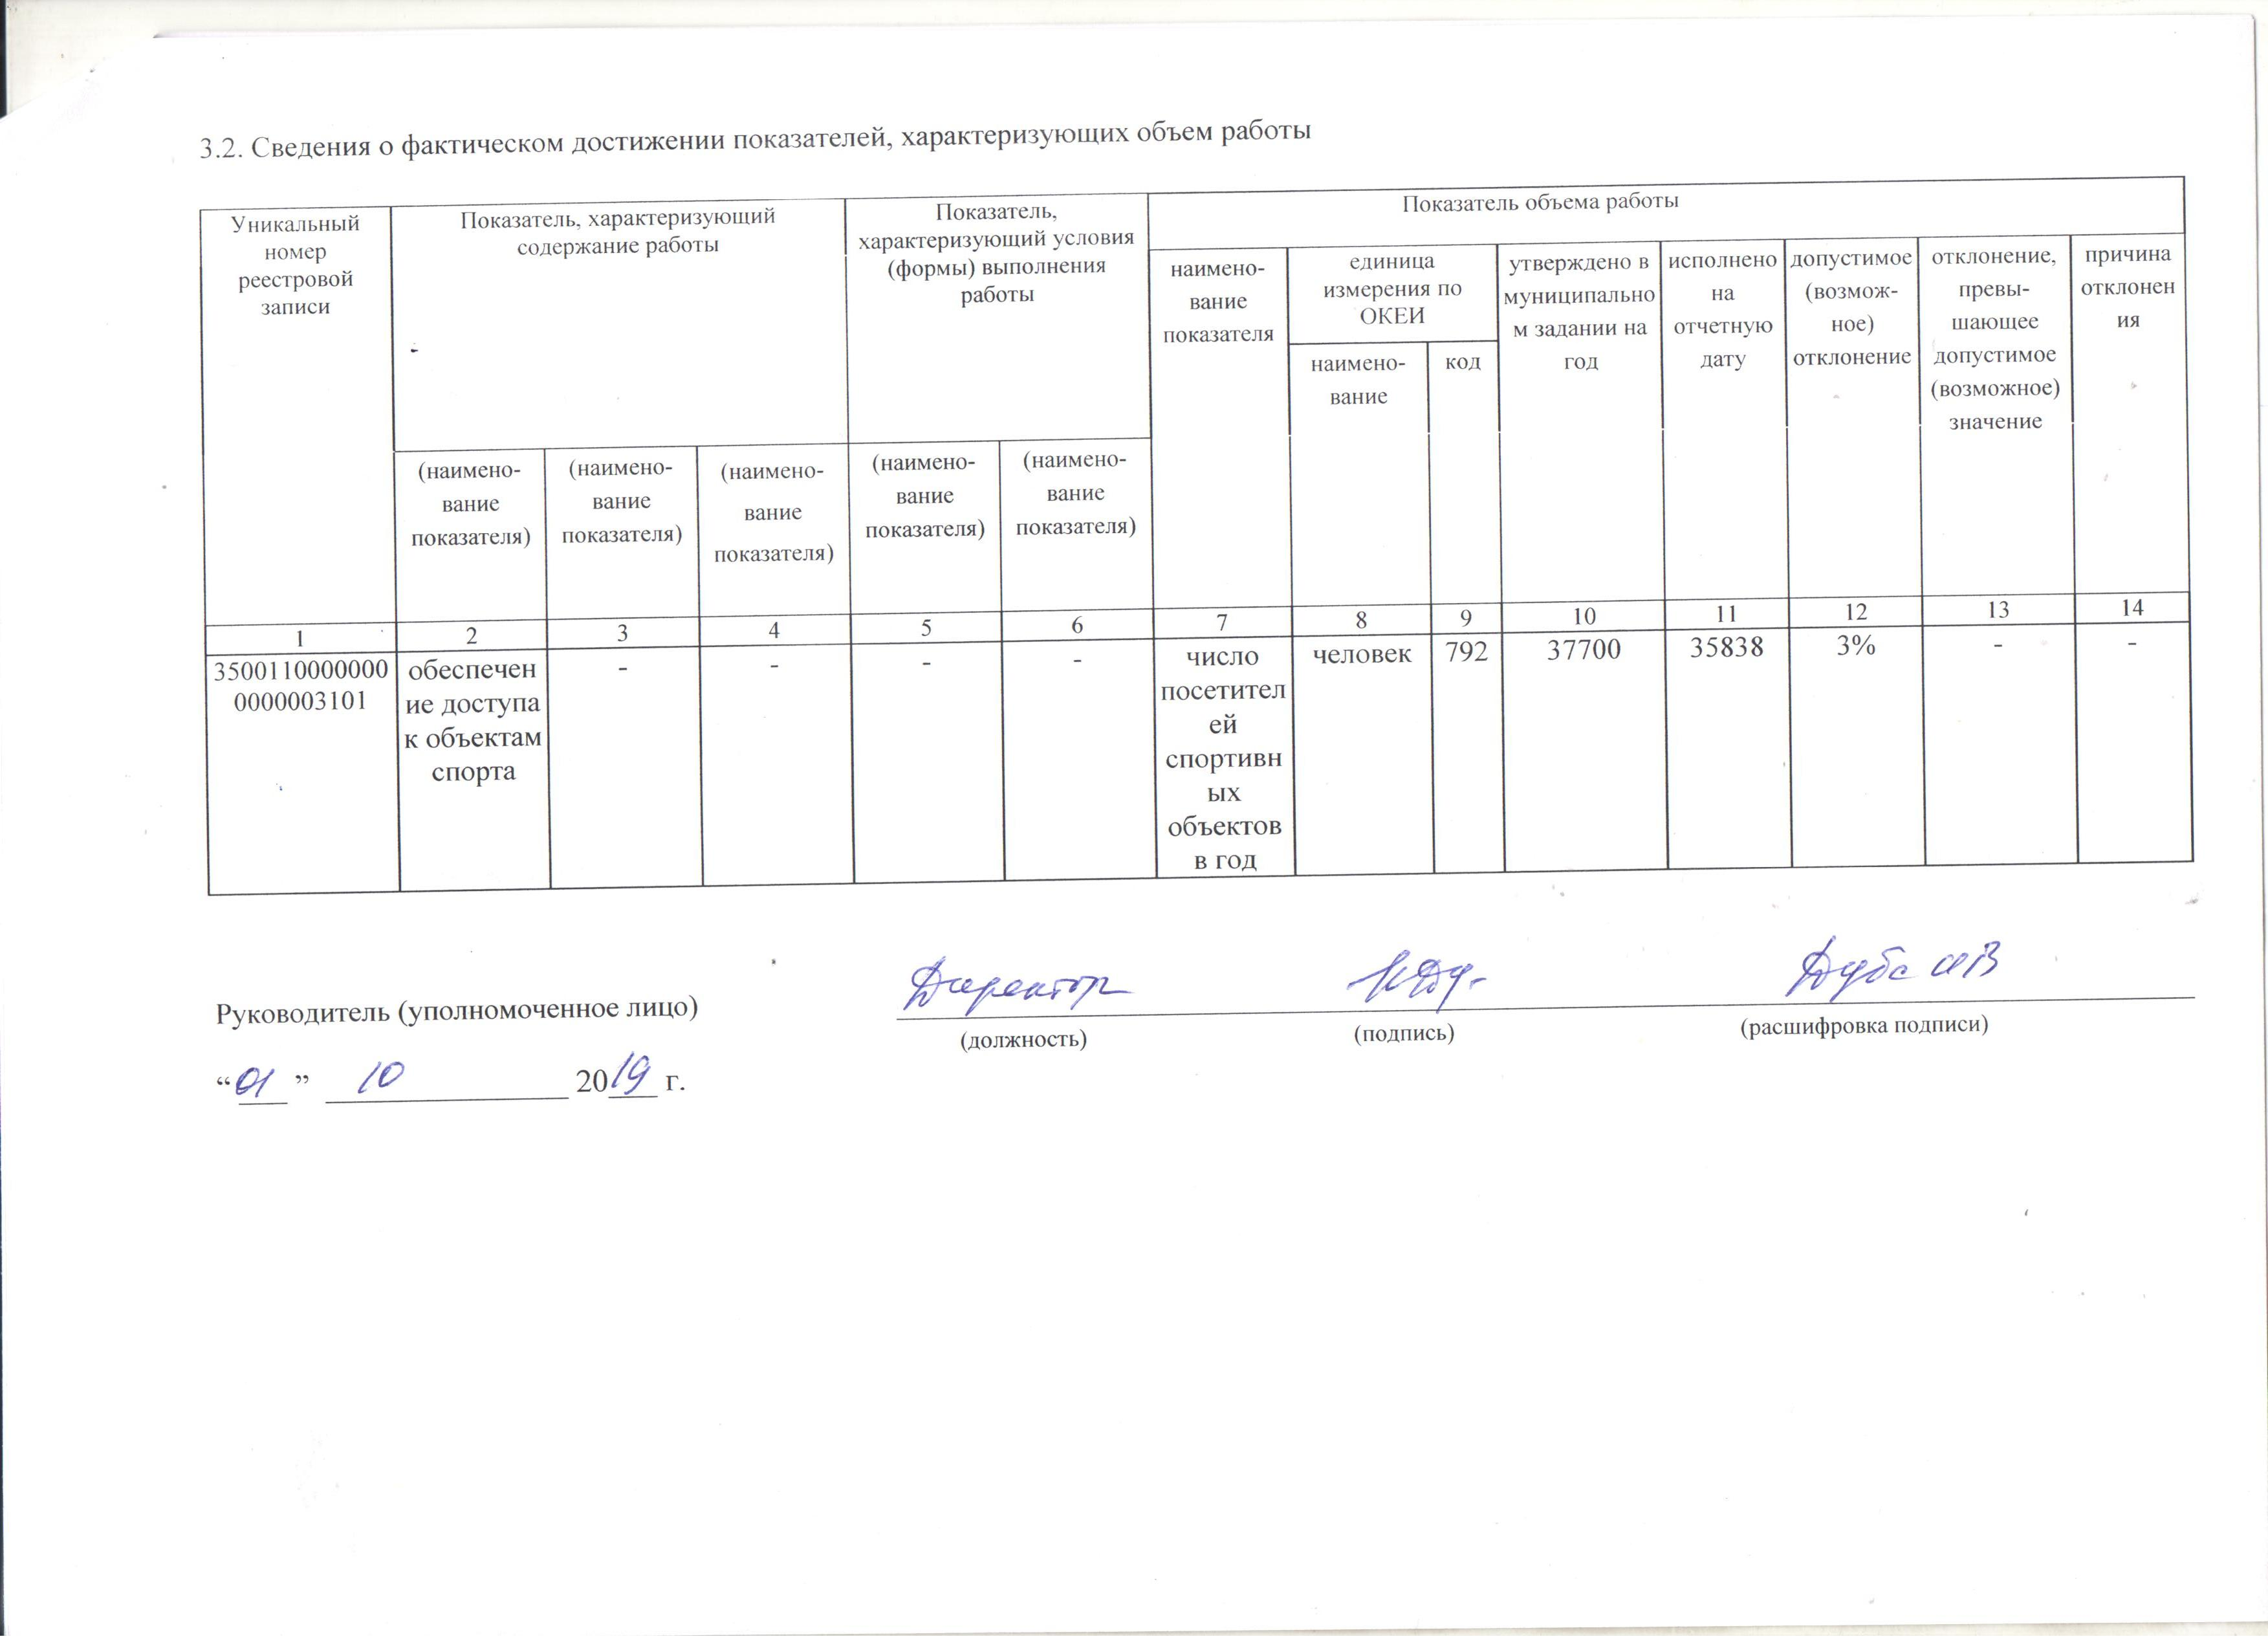 3.2. Сведения о фактическом достижении показателей, характеризующих объем работы
Уникальный
номер
реестровой
записи
Показатель, характеризующий
содержание работы
-
Показатель,
характеризующий условия
(формы) выполнения
работы
Показатель объема работы
наимено-
вание
показателя
единица
измерения по
ОКЕИ
наимено-
вание
код
утверждено в
муниципально
м задании на
год
исполнено
на
отчетную
дату
допустимое
(возмож-
ное)
отклонение
отклонение,
превы-
шающее
допустимое
(возможное)
значение
причина
отклонен
ия
(наимено-
вание
показателя)
(наимено-
вание
показателя)
(наимено-
вание
показателя)
(наимено-
вание
показателя)
(наимено-
вание
показателя)
1 2 3 4 5 6 7 8 9 10 11 12 13 14
3500110000000
0000003101
обеспечен
ие доступа
к объектам
спорта
- - - -
число
посетител
ей
спортивн
ых
объектов
в год
человек 792 37700 35838 3% - -
Руководитель (уполномоченное лицо) Директор
(должность) (подпись) (расшифровка подписи)
“01” 10 2019 г.